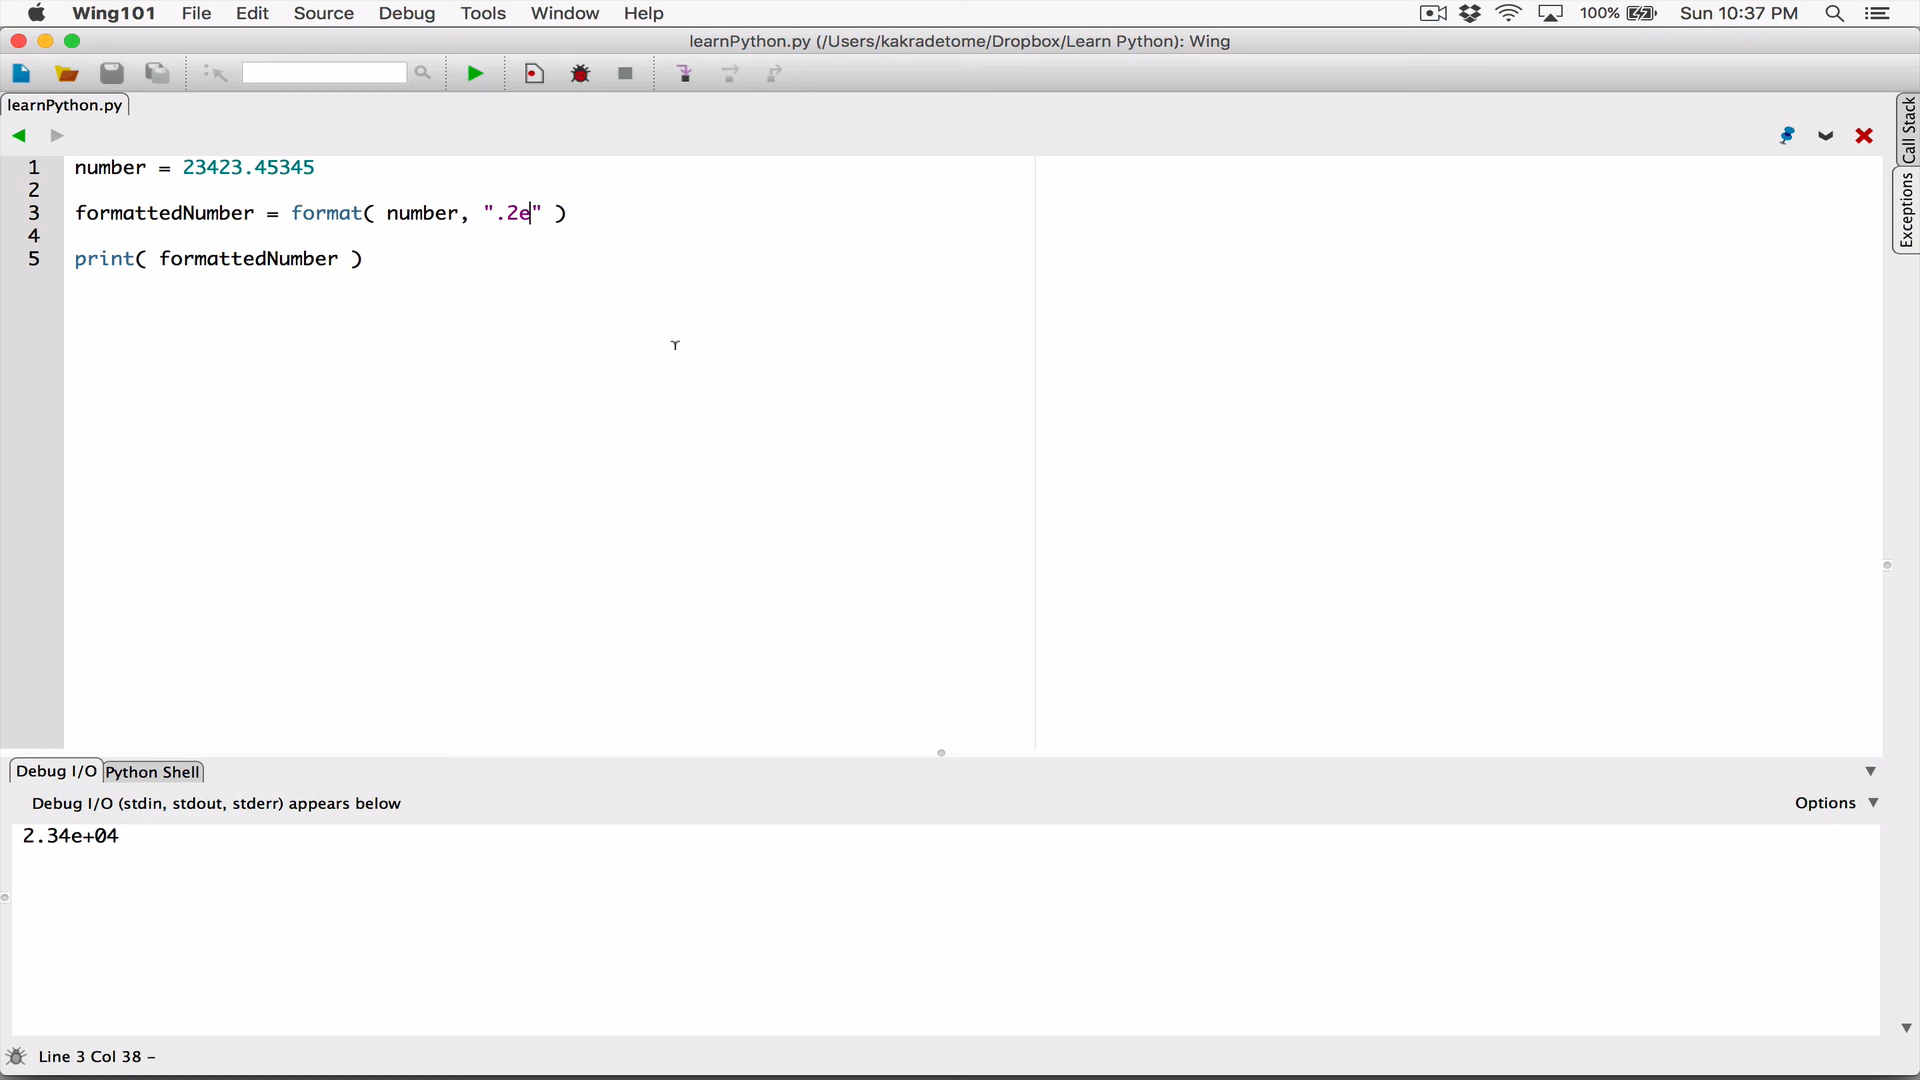 Wing101 File Edit Source Debug Tools Window Help 100% Sun 10:37 PM
learnPython.py (/Users/kakradetome/Dropbox/Learn Python): Wing
learnPython.py
Call Stack
Exceptions
1 number = 23423.45345
2
3 formattedNumber = format( number, ".2e" )
4
5 print( formattedNumber )
Debug I/O Python Shell
Debug I/O (stdin, stdout, stderr) appears below Options
2.34e+04
Line 3 Col 38 –